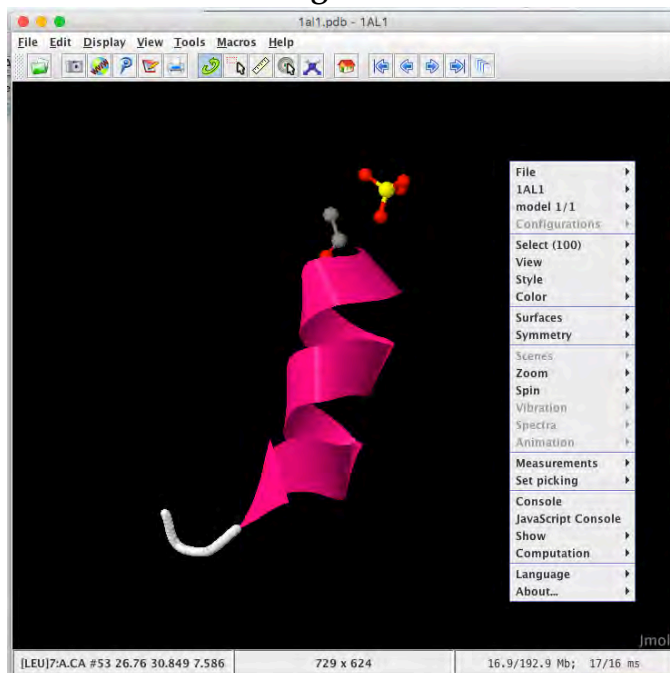 1al1.pdb - 1AL1
File Edit Display View Tools Macros Help
File
1AL1
model 1/1
Configurations
Select (100)
View
Style
Color
Surfaces
Symmetry
Scenes
Zoom
Spin
Vibration
Spectra
Animation
Measurements
Set picking
Console
JavaScript Console
Show
Computation
Language
About...
Jmol
[LEU]7:A.CA #53 26.76 30.849 7.586
729 x 624
16.9/192.9 Mb; 17/16 ms